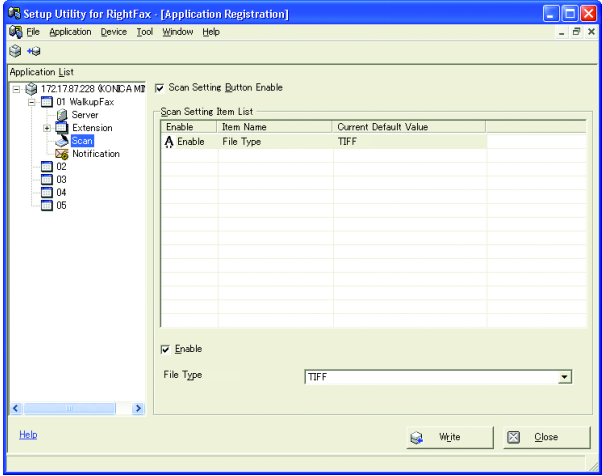 Setup Utility for RightFax - [Application Registration]
File Application Device Tool Window Help
Application List
172.17.87.228 (KONICA MI
01 WalkupFax
Server
Extension
Scan
Notification
02
03
04
05
Scan Setting Button Enable
Scan Setting Item List
Enable Item Name Current Default Value
Enable File Type TIFF
Enable
File Type TIFF
Help
Write Close